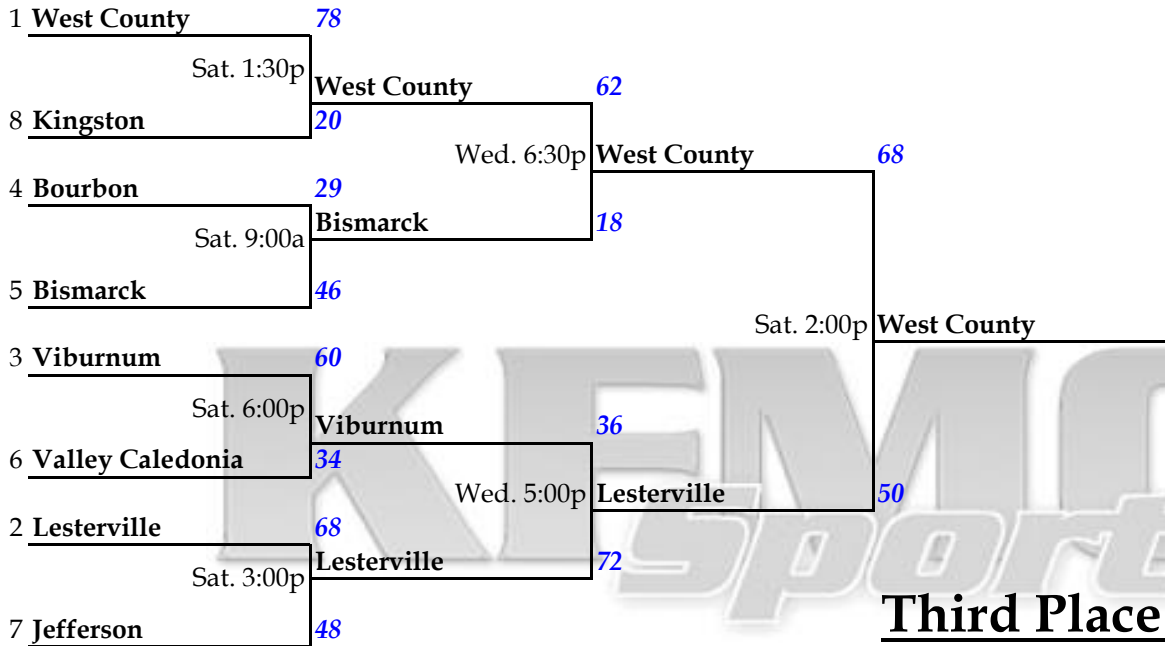 1 West County 78
Sat. 1:30p
West County 62
8 Kingston 20
Wed. 6:30p West County 68
4 Bourbon 29
Bismarck 18
Sat. 9:00a
5 Bismarck 46
Sat. 2:00p West County
3 Viburnum 60
Sat. 6:00p
Viburnum 36
6 Valley Caledonia 34
Wed. 5:00p Lesterville 50
2 Lesterville 68
Lesterville 72
Sat. 3:00p
Third Place
7 Jefferson 48